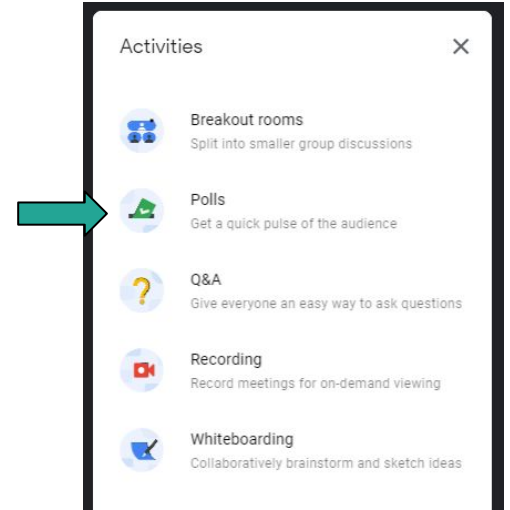 Activities
Breakout rooms
Split into smaller group discussions
Polls
Get a quick pulse of the audience
Q&A
Give everyone an easy way to ask questions
Recording
Record meetings for on-demand viewing
Whiteboarding
Collaboratively brainstorm and sketch ideas